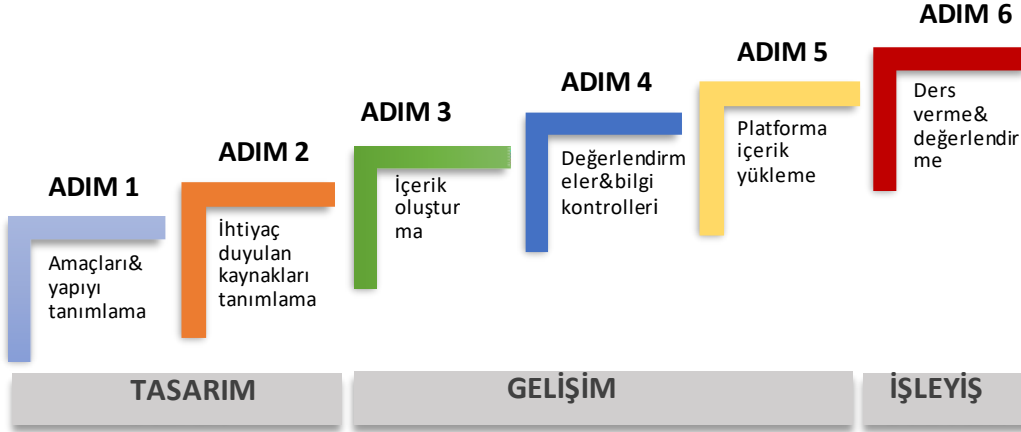 ADIM 1
Amaçları&
yapıyı
tanımlama
ADIM 2
İhtiyaç
duyulan
kaynakları
tanımlama
ADIM 3
İçerik
oluştur
ma
ADIM 4
Değerlendirm
eler&bilgi
kontrolleri
ADIM 5
Platforma
içerik
yükleme
ADIM 6
Ders
verme&
değerlendir
me
TASARIM
GELİŞİM
İŞLEYİŞ